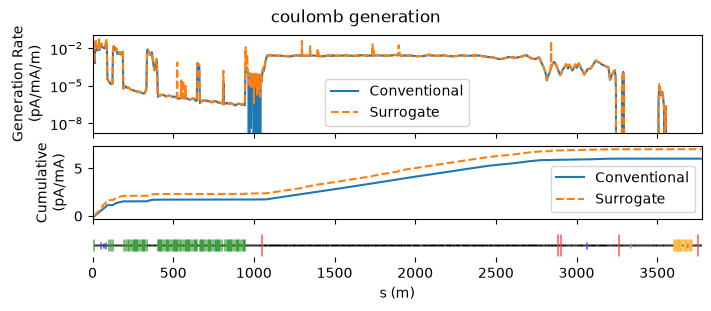 coulomb generation
Generation Rate
(pA/mA/m)
10⁻²
10⁻⁵
10⁻⁸
Conventional
Surrogate
Cumulative
(pA/mA)
5
0
Conventional
Surrogate
0 500 1000 1500 2000 2500 3000 3500
s (m)